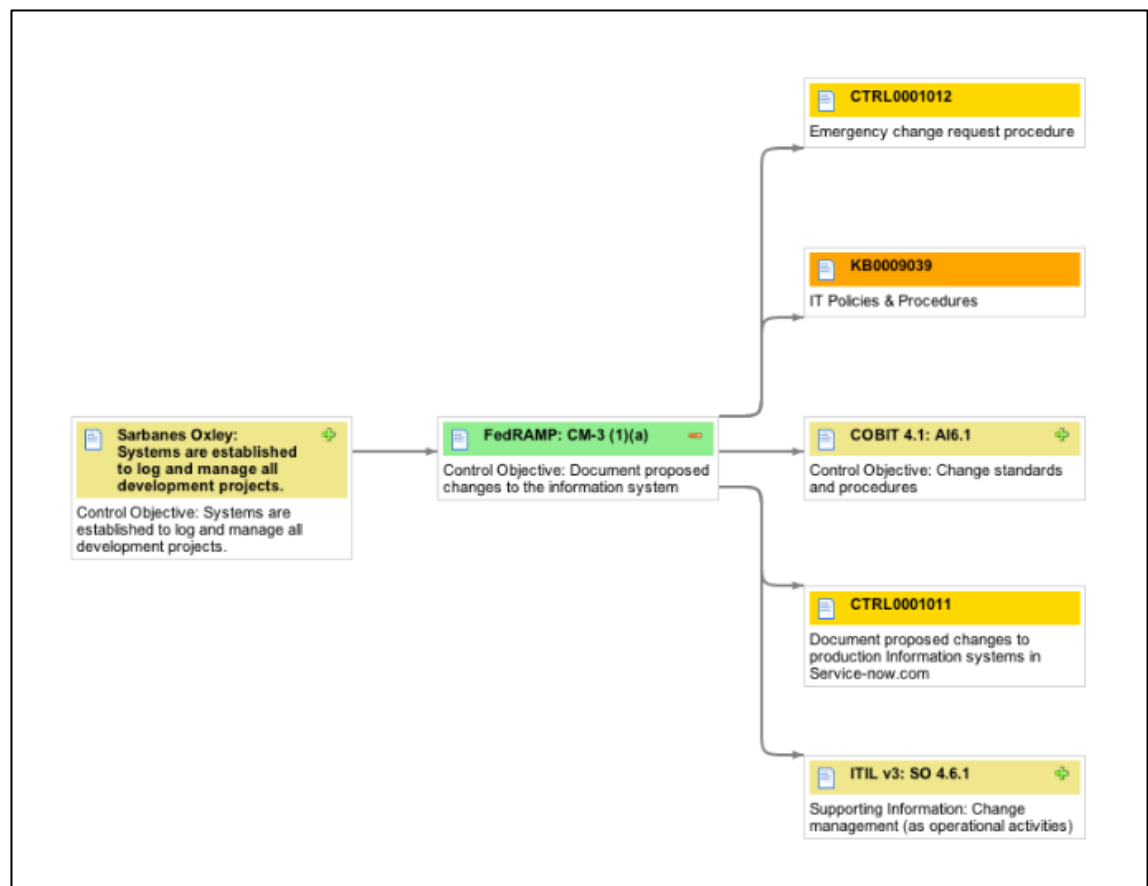 CTRL0001012
Emergency change request procedure
KB0009039
IT Policies & Procedures
Sarbanes Oxley:
Systems are established
to log and manage all
development projects.
Control Objective: Systems are
established to log and manage all
development projects.
FedRAMP: CM-3 (1)(a)
Control Objective: Document proposed
changes to the information system
COBIT 4.1: AI6.1
Control Objective: Change standards
and procedures
CTRL0001011
Document proposed changes to
production Information systems in
Service-now.com
ITIL v3: SO 4.6.1
Supporting Information: Change
management (as operational activities)